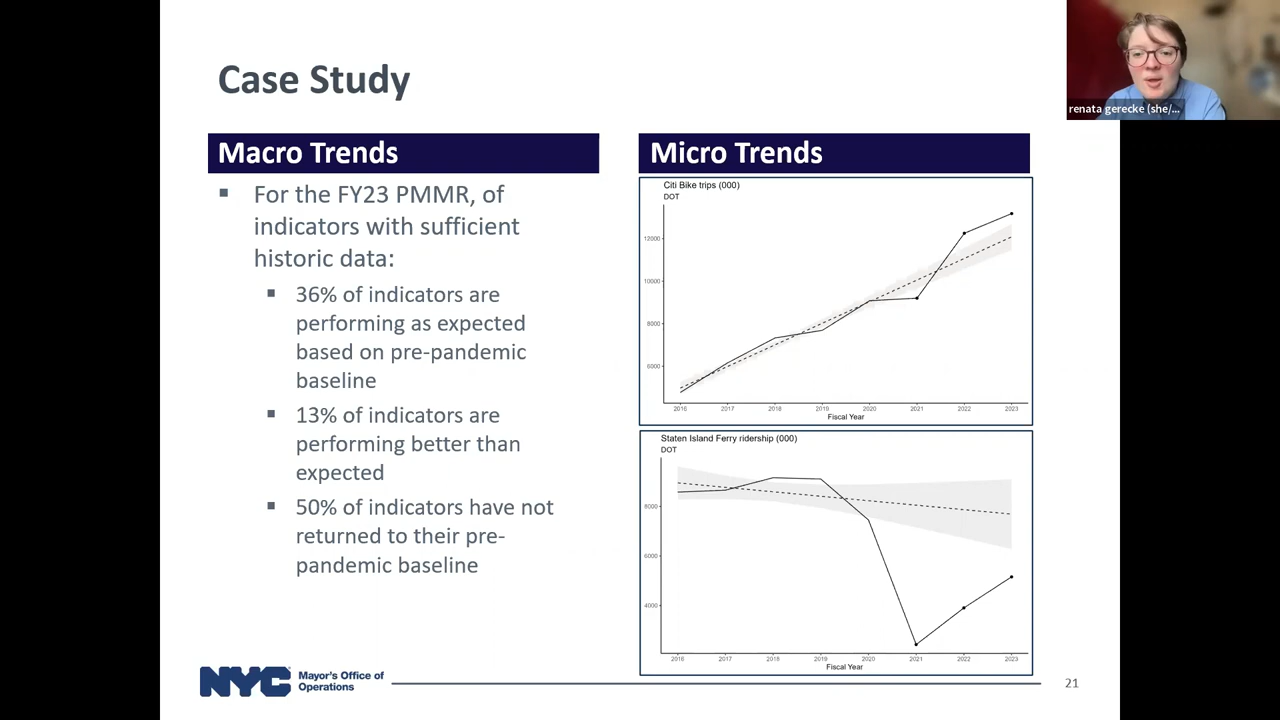 Case Study
renata gerecke (she/...
Macro Trends
▪ For the FY23 PMMR, of
indicators with sufficient
historic data:
▪ 36% of indicators are
performing as expected
based on pre-pandemic
baseline
▪ 13% of indicators are
performing better than
expected
▪ 50% of indicators have not
returned to their pre-
pandemic baseline
Micro Trends
Citi Bike trips (000)
DOT
12000
10000
8000
6000
2016 2017 2018 2019 2020 2021 2022 2023
Fiscal Year
Staten Island Ferry ridership (000)
DOT
8000
6000
4000
2016 2017 2018 2019 2020 2021 2022 2023
Fiscal Year
NYC Mayor's Office of
Operations
21